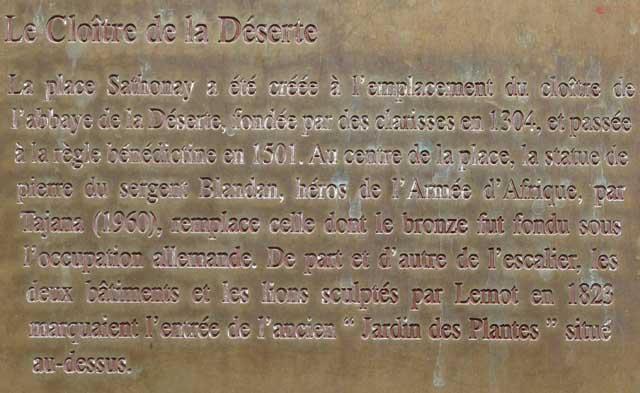 Le Cloître de la Déserte
La place Sathonay a été créée à l'emplacement du cloître de
l'abbaye de la Déserte, fondée par des clarisses en 1304, et passée
à la règle bénédictine en 1501. Au centre de la place, la statue de
pierre du sergent Blandan, héros de l'Armée d'Afrique, par
Tajana (1960), remplace celle dont le bronze fut fondu sous
l'occupation allemande. De part et d'autre de l'escalier, les
deux bâtiments et les lions sculptés par Lemot en 1823
marquaient l'entrée de l'ancien “ Jardin des Plantes ” situé
au-dessus.